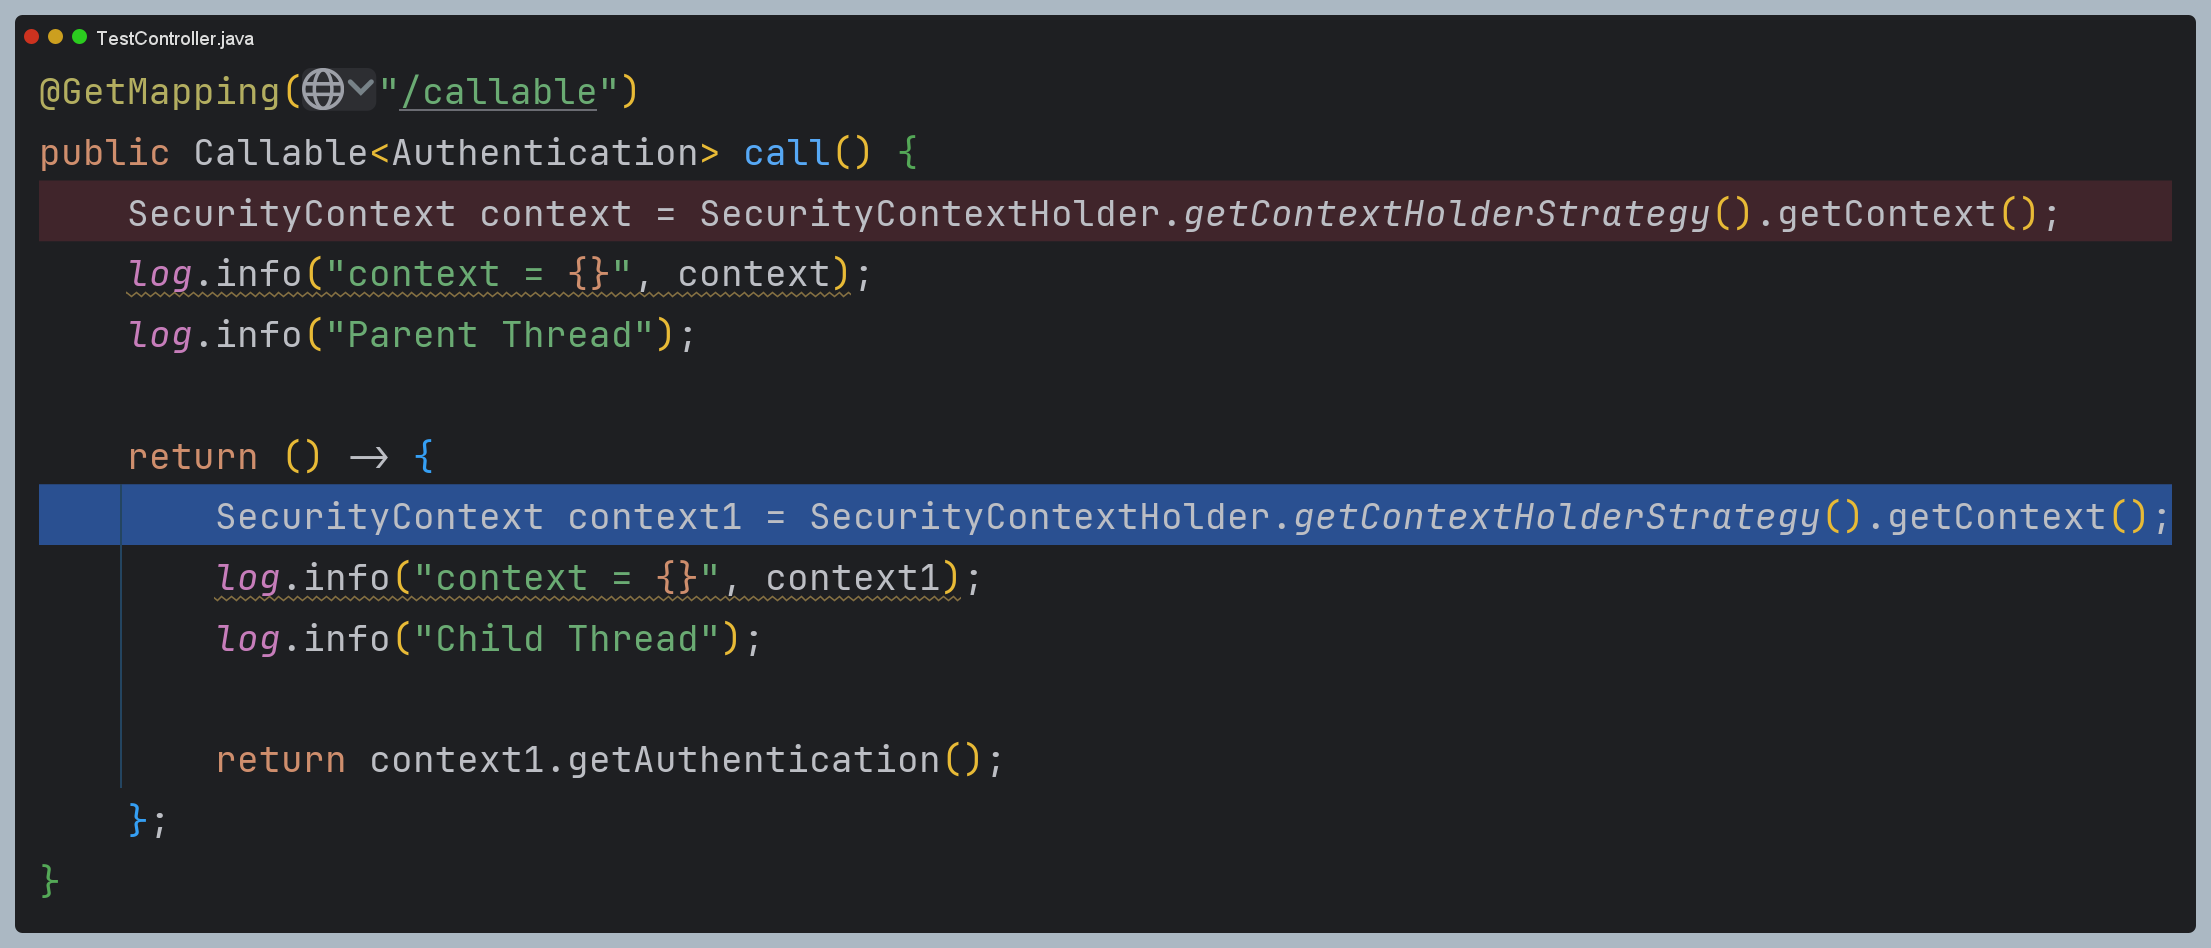 TestController.java
@GetMapping("/callable")
public Callable<Authentication> call() {
    SecurityContext context = SecurityContextHolder.getContextHolderStrategy().getContext();
    log.info("context = {}", context);
    log.info("Parent Thread");
    return () -> {
        SecurityContext context1 = SecurityContextHolder.getContextHolderStrategy().getContext();
        log.info("context = {}", context1);
        log.info("Child Thread");
        return context1.getAuthentication();
    };
}